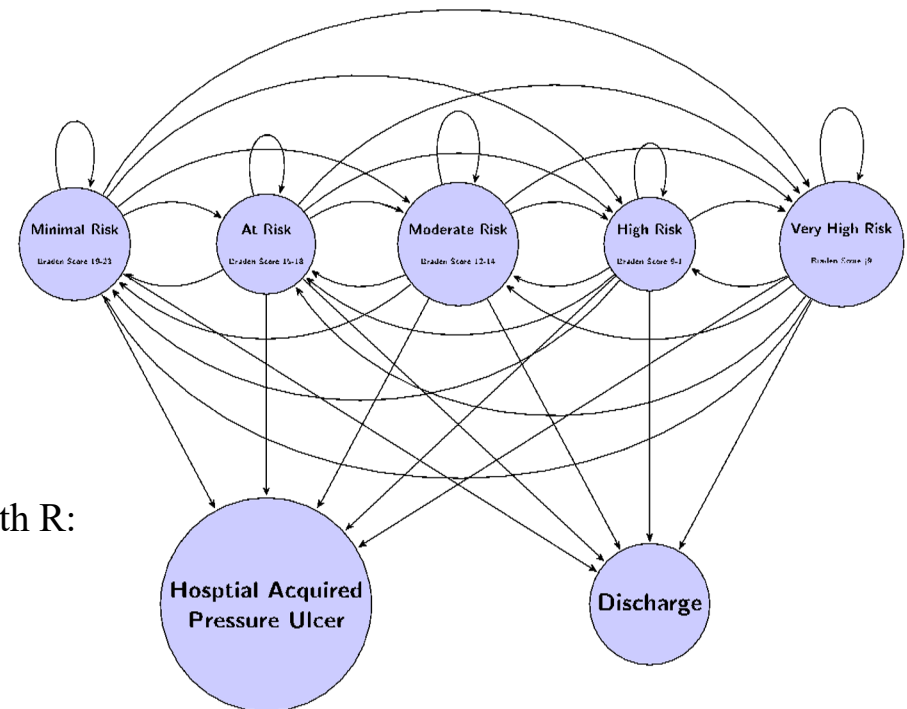 Minimal Risk
Braden Score 19-23
At Risk
Braden Score 15-18
Moderate Risk
Braden Score 12-14
High Risk
Braden Score
Very High Risk
Braden Score
th R:
Hosptial Acquired
Pressure Ulcer
Discharge